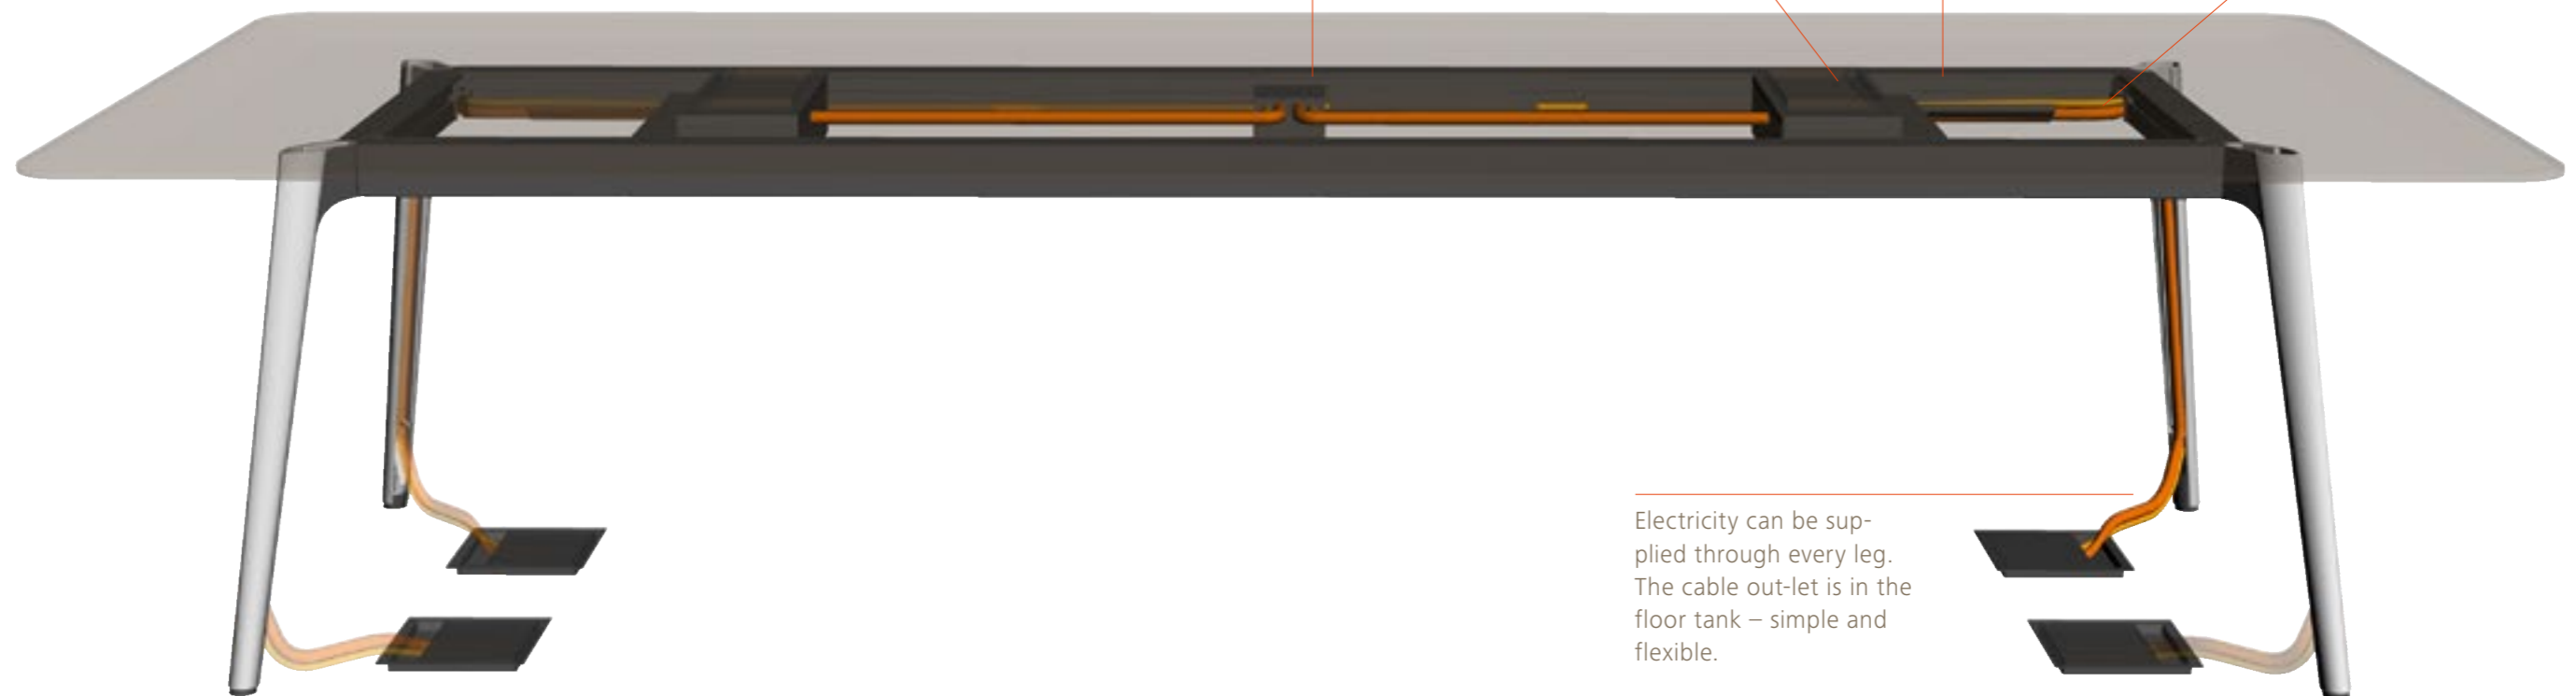 Electricity can be sup-
plied through every leg.
The cable out-let is in the
floor tank – simple and
flexible.